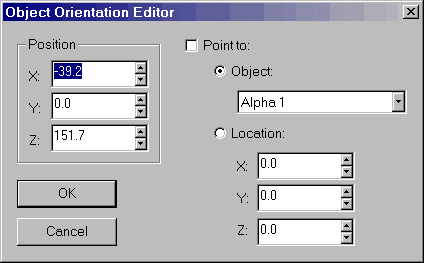 Object Orientation Editor
Position
X: -39.2
Y: 0.0
Z: 151.7
OK
Cancel
Point to:
Object:
Alpha 1
Location:
X: 0.0
Y: 0.0
Z: 0.0